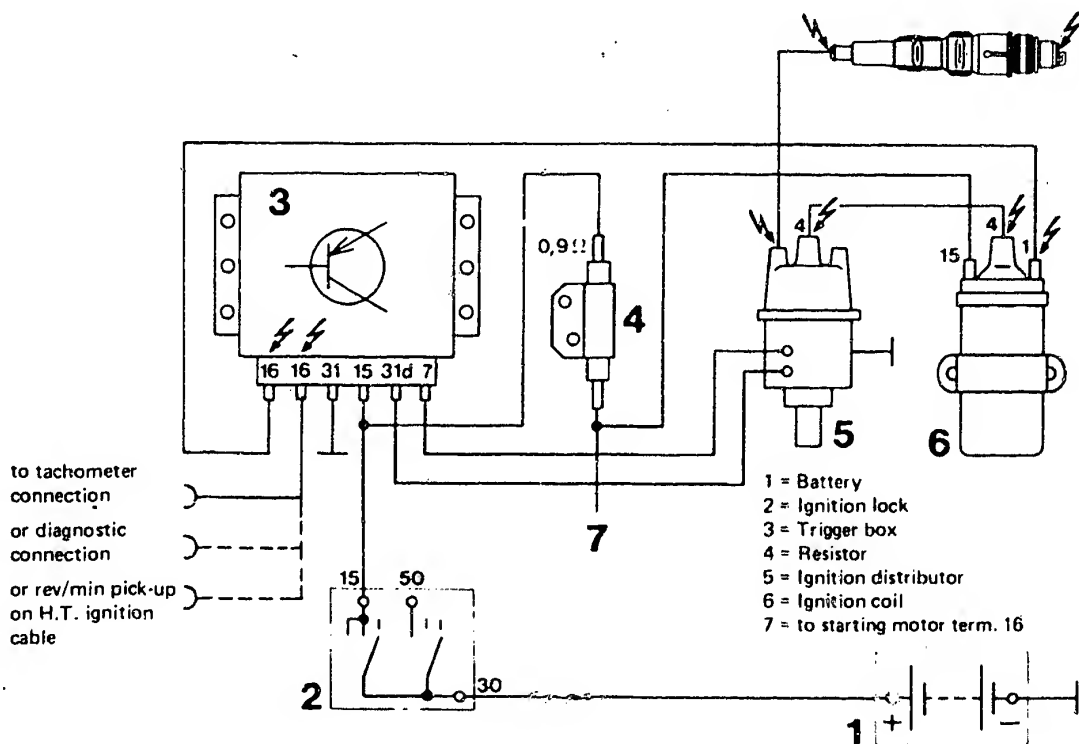 3
0,9Ω
4
4
4
1
15
16 16 31 15 31d 7
5
6
to tachometer
connection
or diagnostic
connection
or rev/min pick-up
on H.T. ignition
cable
7
1 = Battery
2 = Ignition lock
3 = Trigger box
4 = Resistor
5 = Ignition distributor
6 = Ignition coil
7 = to starting motor term. 16
15 50
2
30
1
+ −